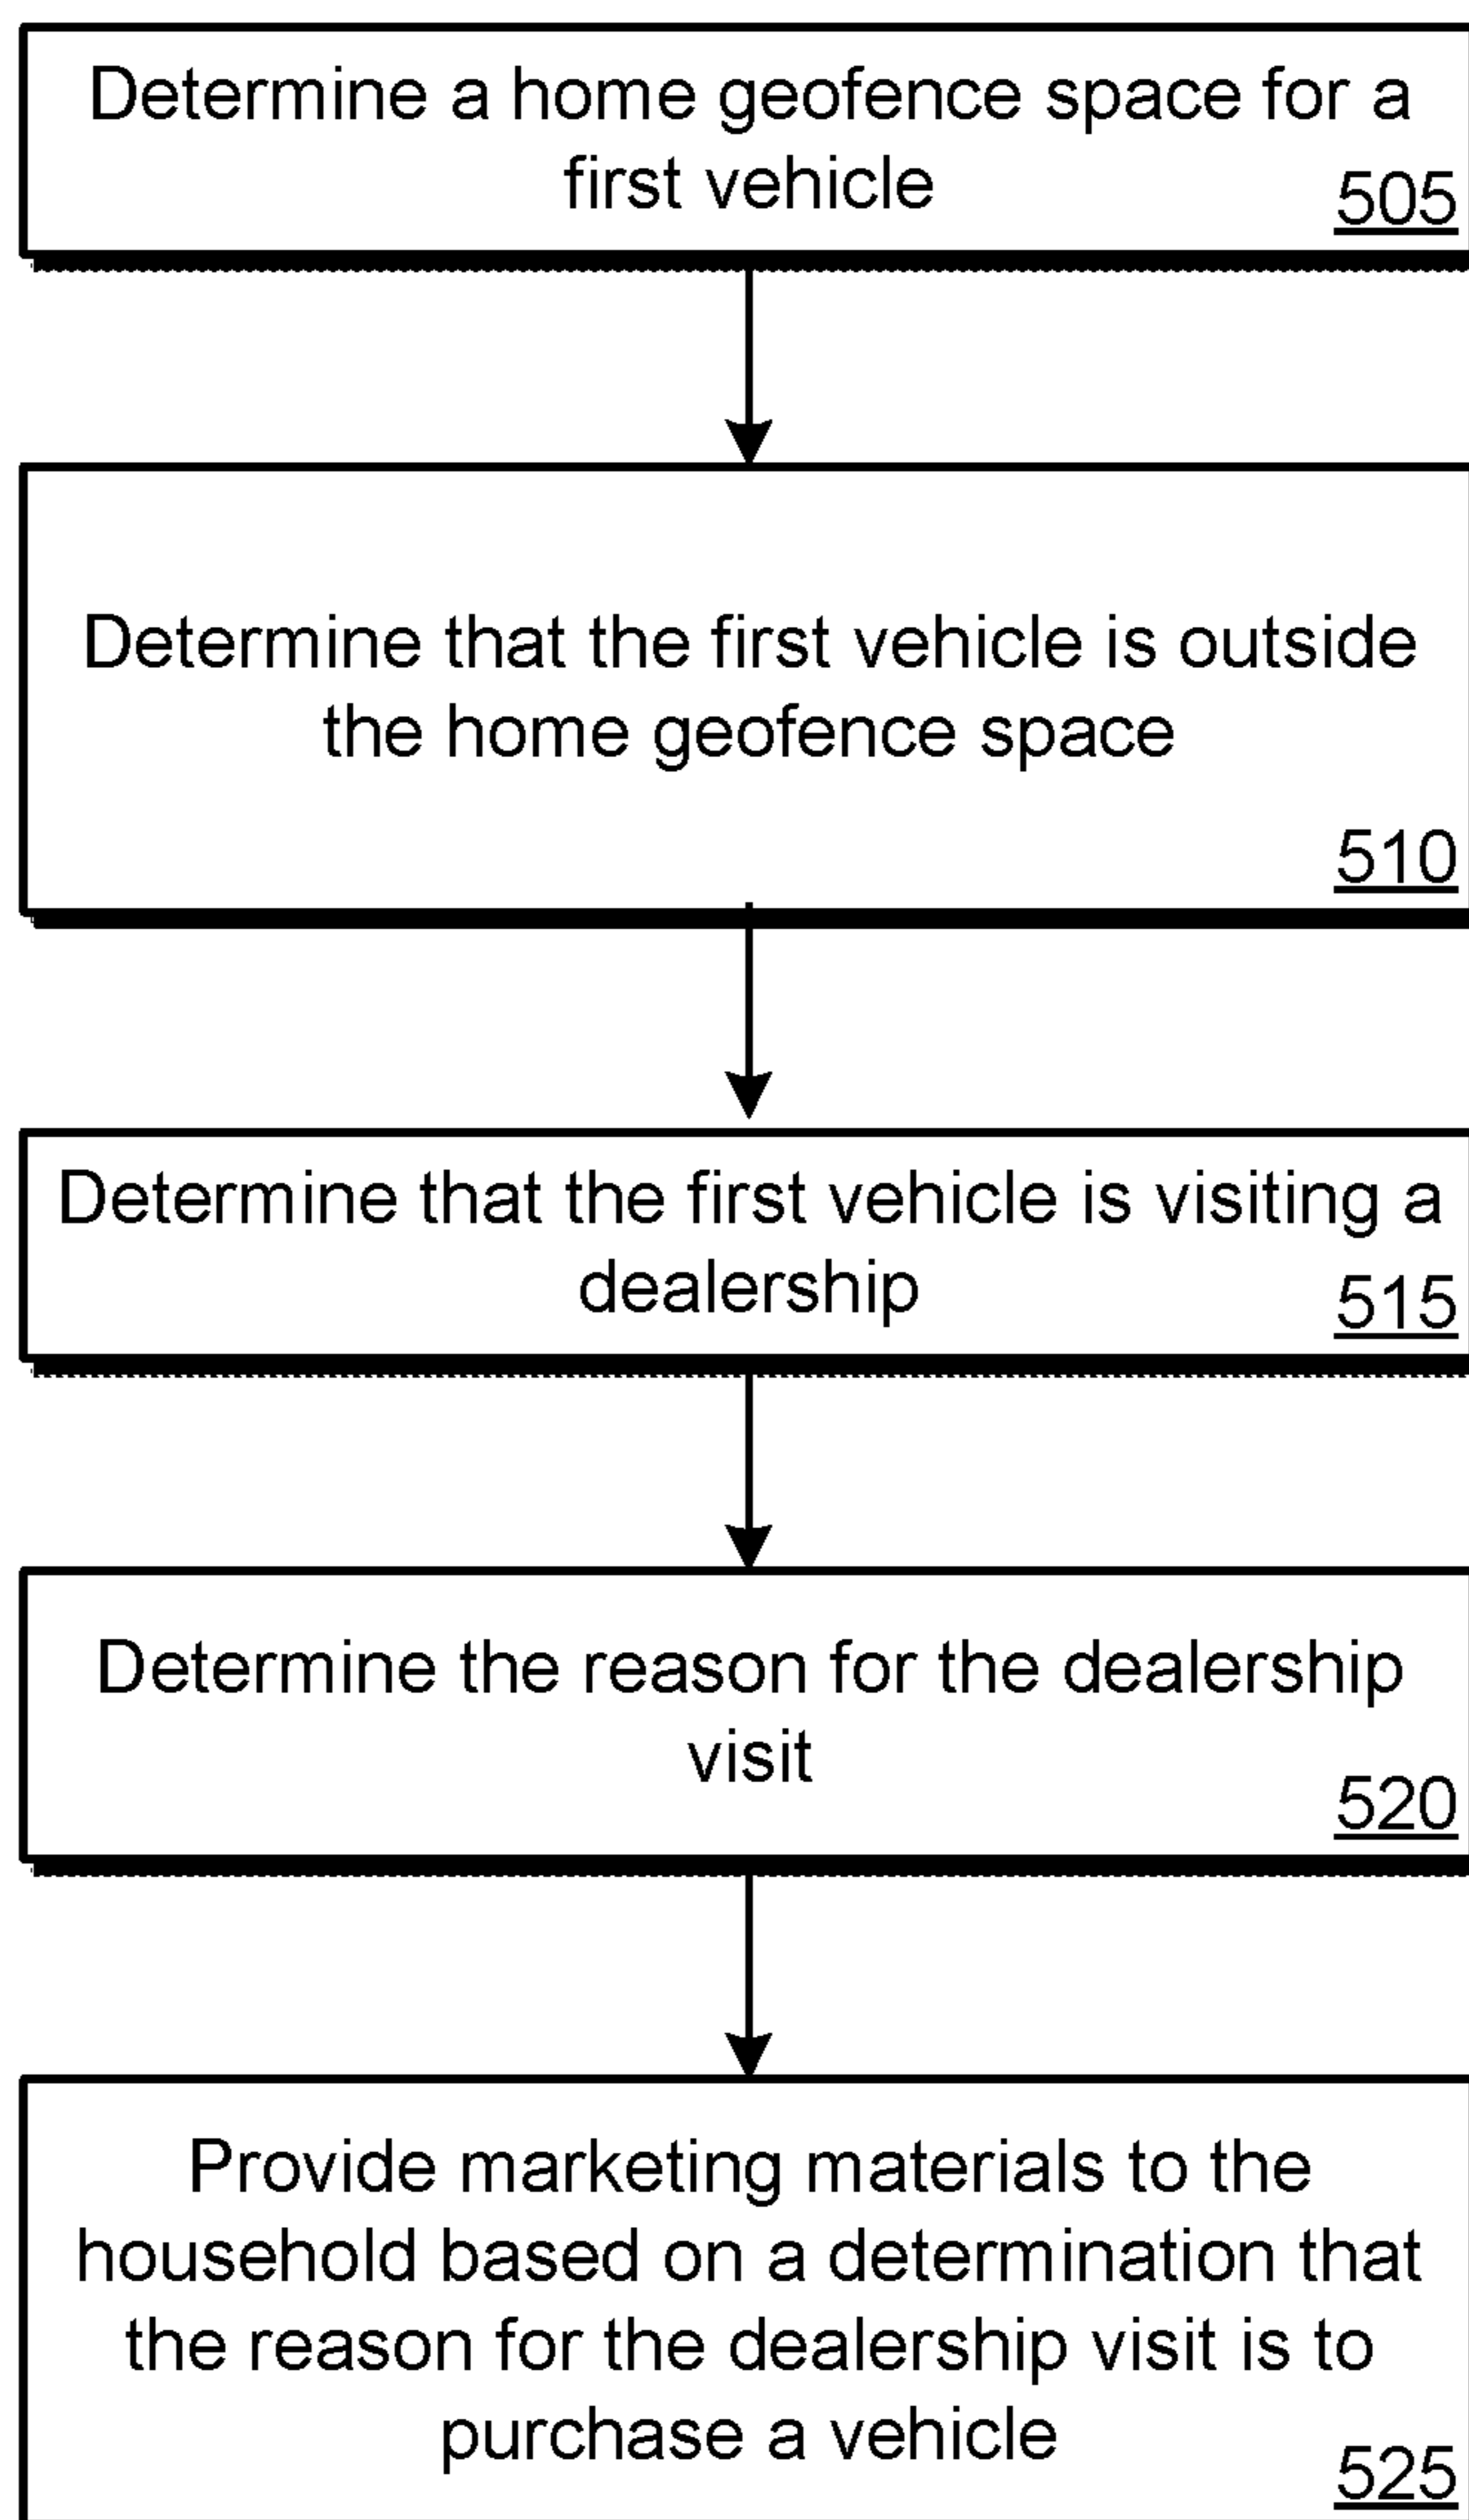 Determine a home geofence space for a
first vehicle
505
Determine that the first vehicle is outside
the home geofence space
510
Determine that the first vehicle is visiting a
dealership
515
Determine the reason for the dealership
visit
520
Provide marketing materials to the
household based on a determination that
the reason for the dealership visit is to
purchase a vehicle
525